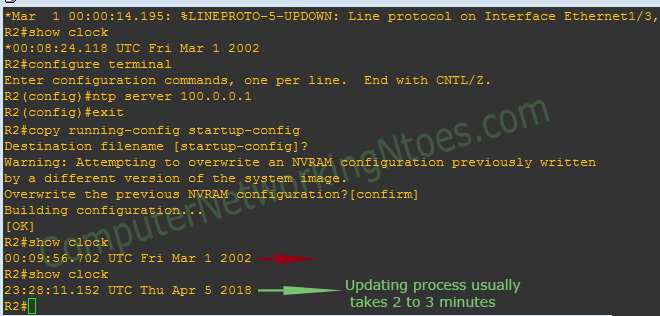 *Mar  1 00:00:14.195: %LINEPROTO-5-UPDOWN: Line protocol on Interface Ethernet1/3,
R2#show clock
*00:08:24.118 UTC Fri Mar 1 2002
R2#configure terminal
Enter configuration commands, one per line.  End with CNTL/Z.
R2(config)#ntp server 100.0.0.1
R2(config)#exit
R2#copy running-config startup-config
Destination filename [startup-config]?
Warning: Attempting to overwrite an NVRAM configuration previously written
by a different version of the system image.
Overwrite the previous NVRAM configuration?[confirm]
Building configuration...
[OK]
R2#show clock
00:09:56.702 UTC Fri Mar 1 2002
R2#show clock
23:28:11.152 UTC Thu Apr 5 2018
R2#
Updating process usually
takes 2 to 3 minutes
ComputerNetworkingNtoes.com